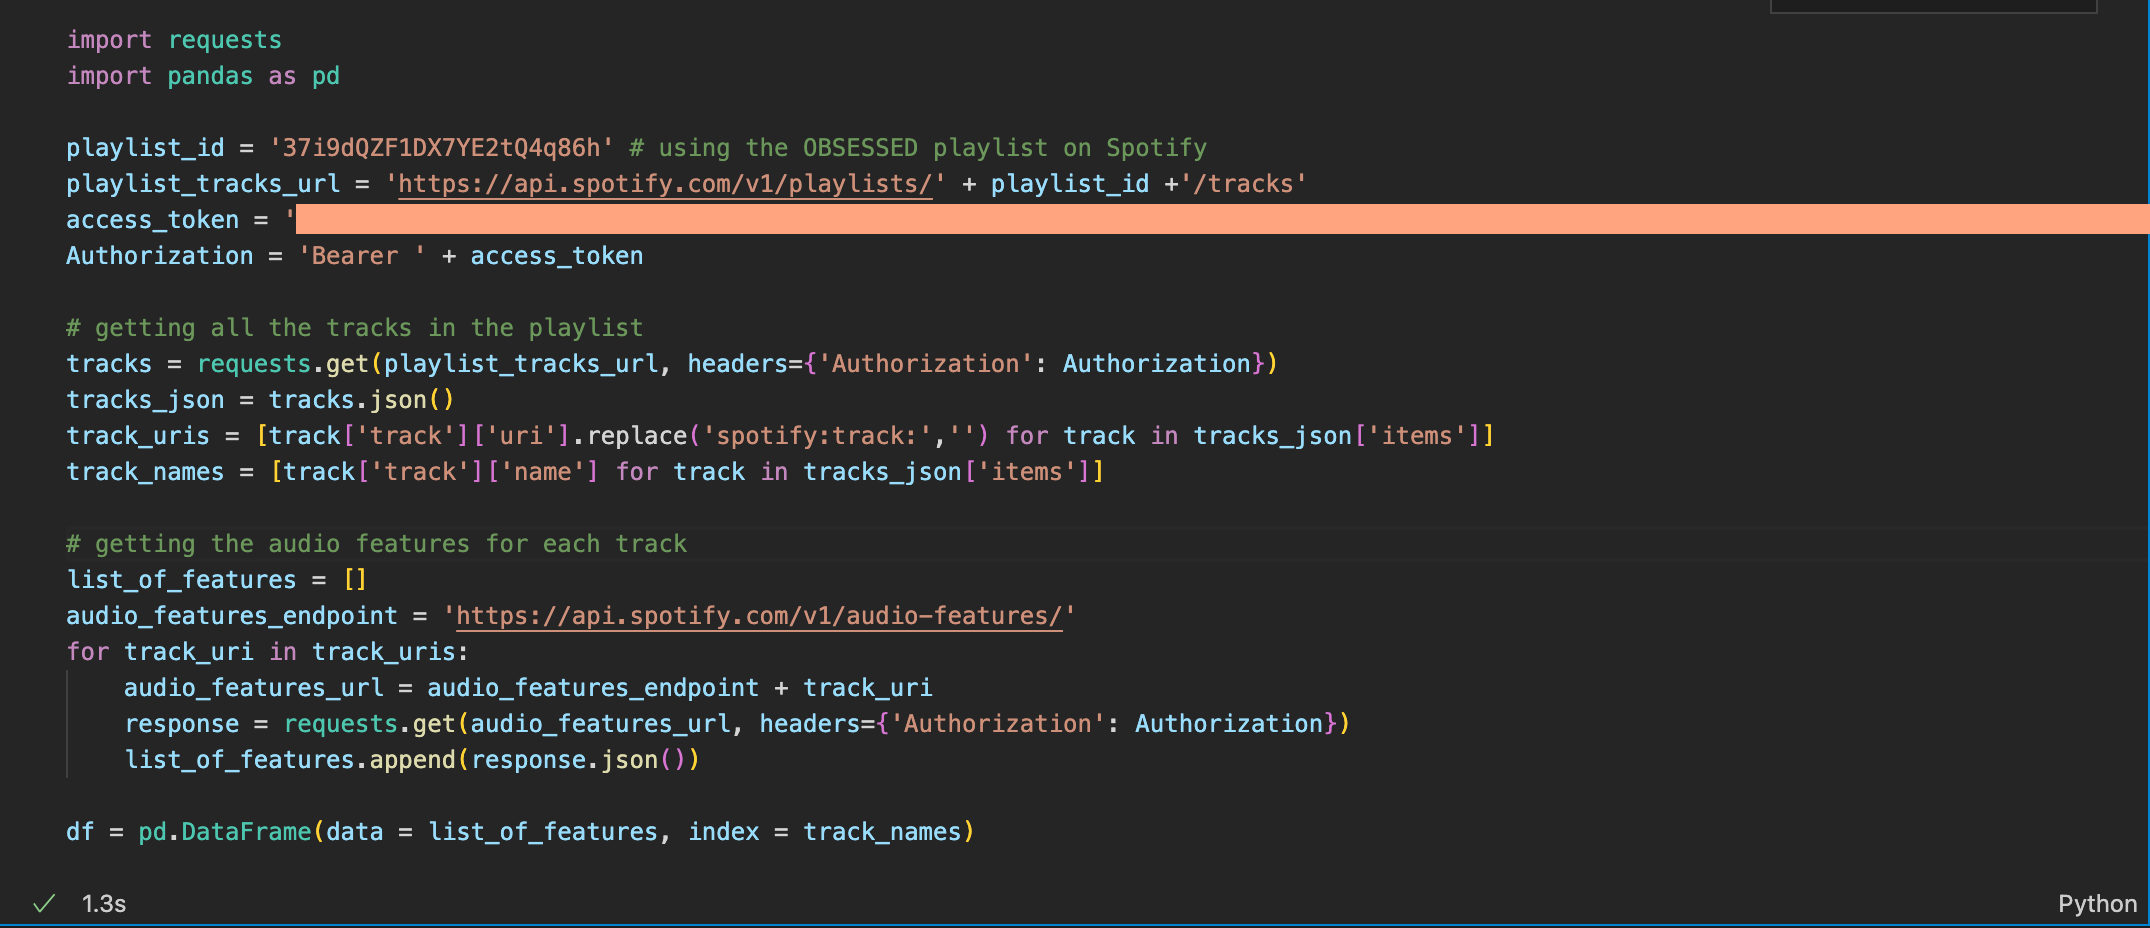 import requests
import pandas as pd
playlist_id = '37i9dQZF1DX7YE2tQ4q86h' # using the OBSESSED playlist on Spotify
playlist_tracks_url = 'https://api.spotify.com/v1/playlists/' + playlist_id +'/tracks'
access_token = '
Authorization = 'Bearer ' + access_token
# getting all the tracks in the playlist
tracks = requests.get(playlist_tracks_url, headers={'Authorization': Authorization})
tracks_json = tracks.json()
track_uris = [track['track']['uri'].replace('spotify:track:','') for track in tracks_json['items']]
track_names = [track['track']['name'] for track in tracks_json['items']]
# getting the audio features for each track
list_of_features = []
audio_features_endpoint = 'https://api.spotify.com/v1/audio-features/'
for track_uri in track_uris:
    audio_features_url = audio_features_endpoint + track_uri
    response = requests.get(audio_features_url, headers={'Authorization': Authorization})
    list_of_features.append(response.json())
df = pd.DataFrame(data = list_of_features, index = track_names)
1.3s
Python